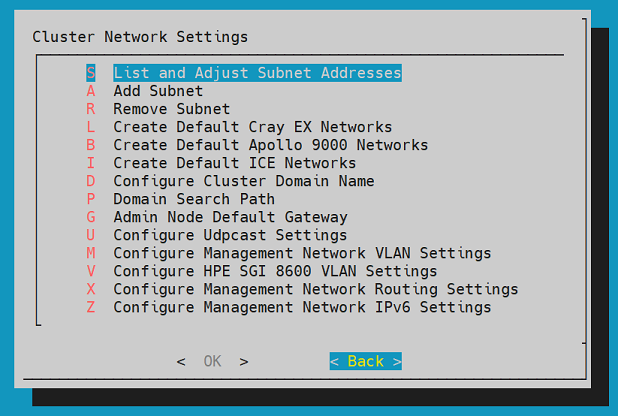 Cluster Network Settings
S List and Adjust Subnet Addresses
A Add Subnet
R Remove Subnet
L Create Default Cray EX Networks
B Create Default Apollo 9000 Networks
I Create Default ICE Networks
D Configure Cluster Domain Name
P Domain Search Path
G Admin Node Default Gateway
U Configure Udpcast Settings
M Configure Management Network VLAN Settings
V Configure HPE SGI 8600 VLAN Settings
X Configure Management Network Routing Settings
Z Configure Management Network IPv6 Settings
< OK > < Back >